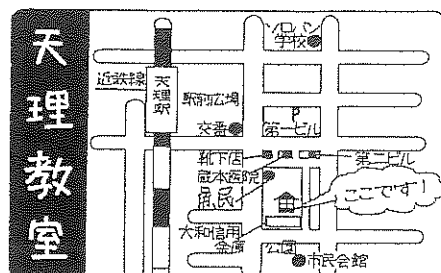 天理教室
近鉄線
天理駅
駅前広場
ソロバン
学校
P
交番
第一ビル
靴下店
第二ビル
蔵本医院
ここです！
大和信用
金庫
公園
市民会館